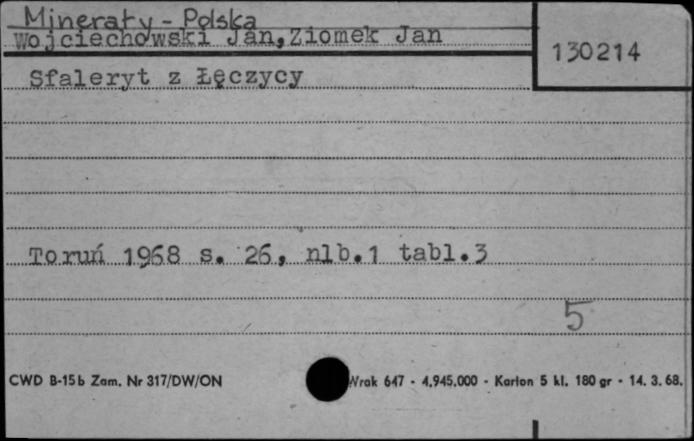 Minerały - Polska
Wojciechowski Jan, Ziomek Jan
130214
Sfaleryt z Łęczycy
Toruń 1968 s. 26, nlb.1 tabl.3
5
CWD B-15b Zam. Nr 317/DW/ON
Wrak 647 - 4.945.000 - Karton 5 kl. 180 gr - 14. 3. 68.